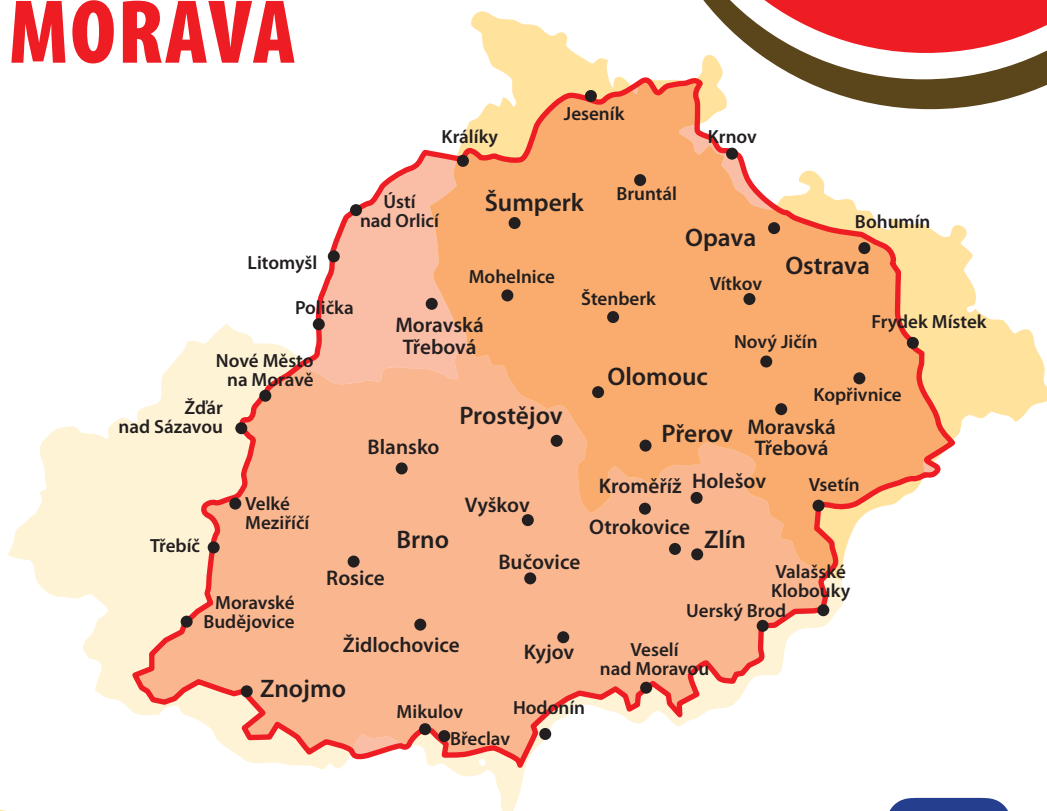 MORAVA
Jeseník
Králíky
Krnov
Bruntál
Šumperk
Ústí
nad Orlicí
Bohumín
Opava
Litomyšl
Ostrava
Mohelnice
Vítkov
Štenberk
Polička
Moravská
Třebová
Frydek Místek
Nový Jičín
Nové Město
na Moravě
Olomouc
Kopřivnice
Žďár
nad Sázavou
Prostějov
Přerov
Moravská
Třebová
Blansko
Kroměříž
Holešov
Vsetín
Velké
Meziříčí
Vyškov
Otrokovice
Brno
Zlín
Třebíč
Bučovice
Rosice
Valašské
Klobouky
Moravské
Budějovice
Uerský Brod
Židlochovice
Kyjov
Veselí
nad Moravou
Znojmo
Mikulov
Hodonín
Břeclav